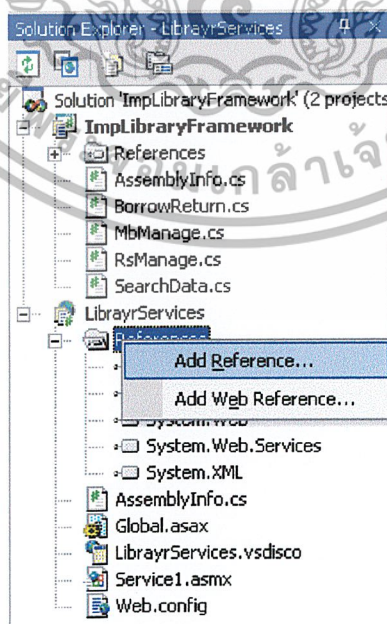 Solution Explorer - LibrayrServices
Solution 'ImpLibraryFramework' (2 projects
ImpLibraryFramework
References
AssemblyInfo.cs
BorrowReturn.cs
MbManage.cs
RsManage.cs
SearchData.cs
LibrayrServices
References
Add Reference...
Add Web Reference...
System.Web
System.Web.Services
System.XML
AssemblyInfo.cs
Global.asax
LibrayrServices.vsdisco
Service1.asmx
Web.config